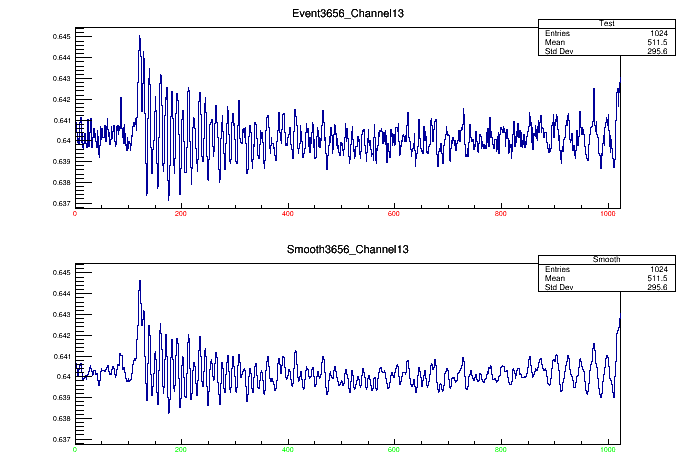 Event3656_Channel13
Test
Entries 1024
Mean 511.5
Std Dev 295.6
0.645
0.644
0.643
0.642
0.641
0.64
0.639
0.638
0.637
0 200 400 600 800 1000
Smooth3656_Channel13
Smooth
Entries 1024
Mean 511.5
Std Dev 295.6
0.645
0.644
0.643
0.642
0.641
0.64
0.639
0.638
0.637
0 200 400 600 800 1000